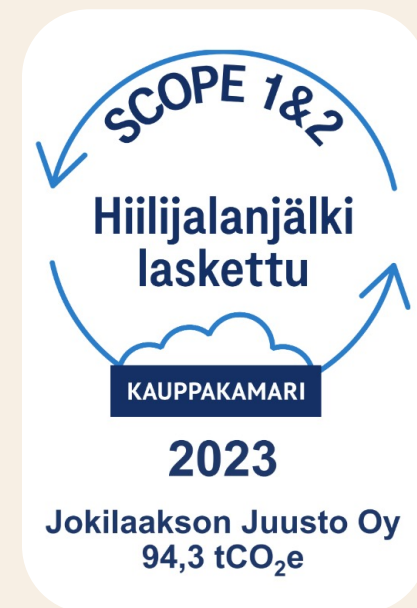 SCOPE 1&2
Hiilijalanjälki
laskettu
KAUPPAKAMARI
2023
Jokilaakson Juusto Oy
94,3 tCO₂e